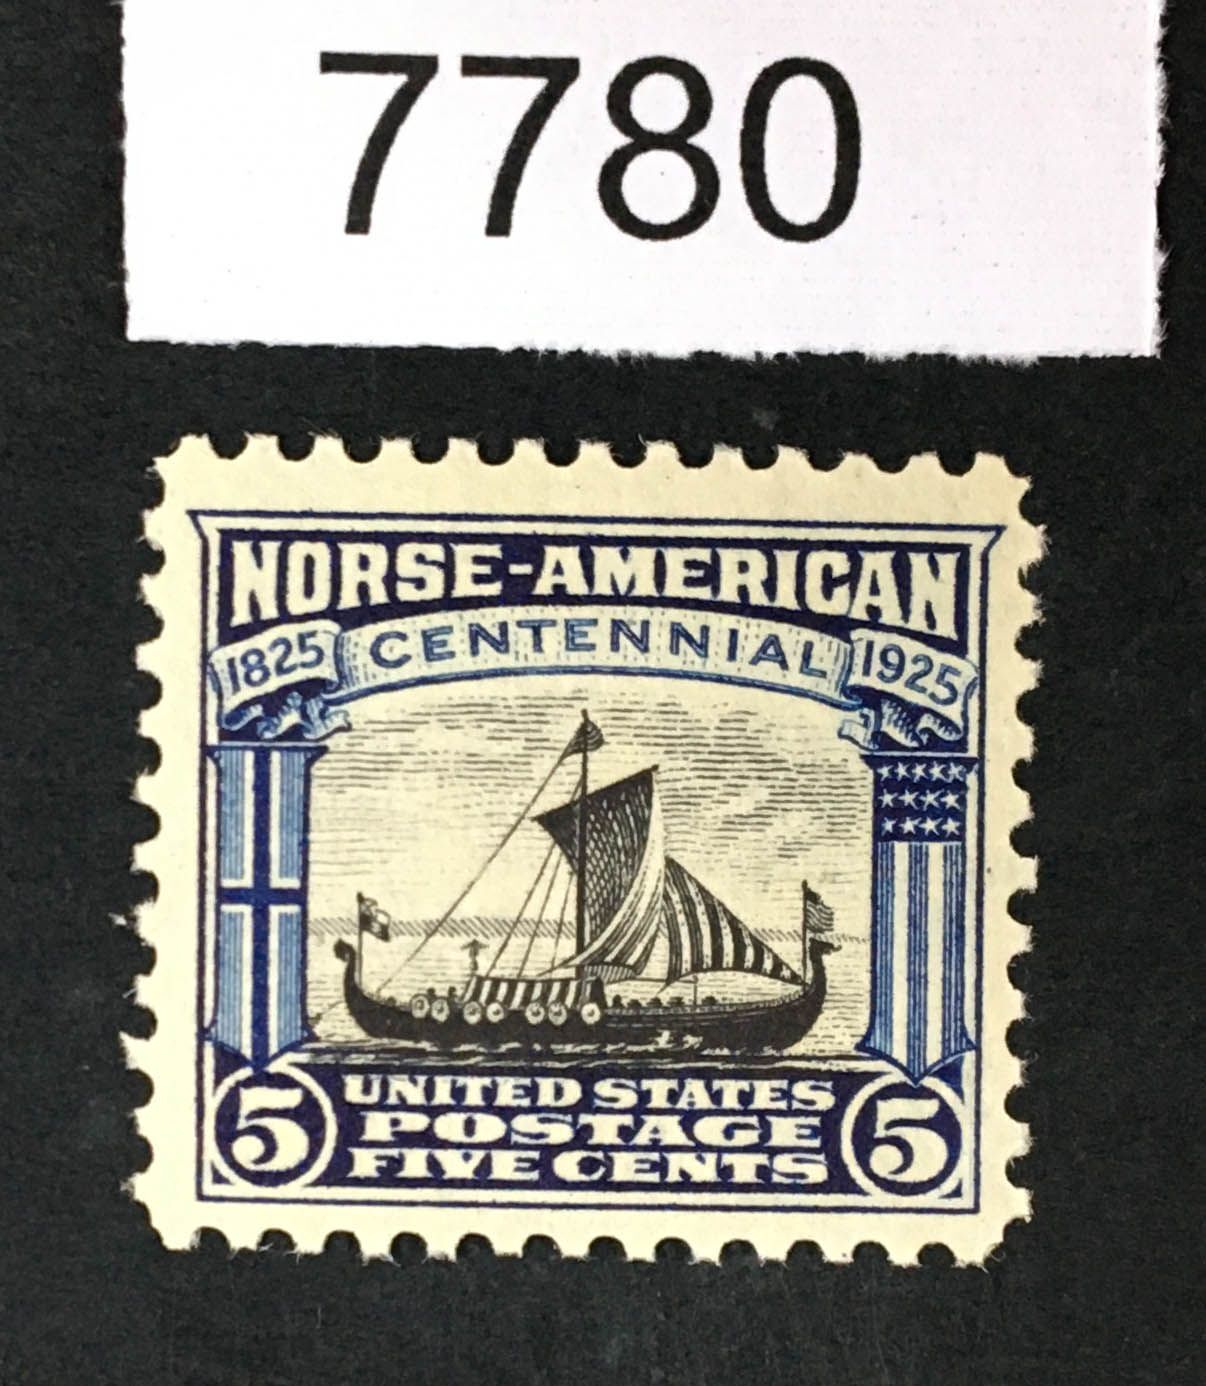 7780
NORSE-AMERICAN
1825 CENTENNIAL 1925
5 UNITED STATES 5
POSTAGE
FIVE CENTS